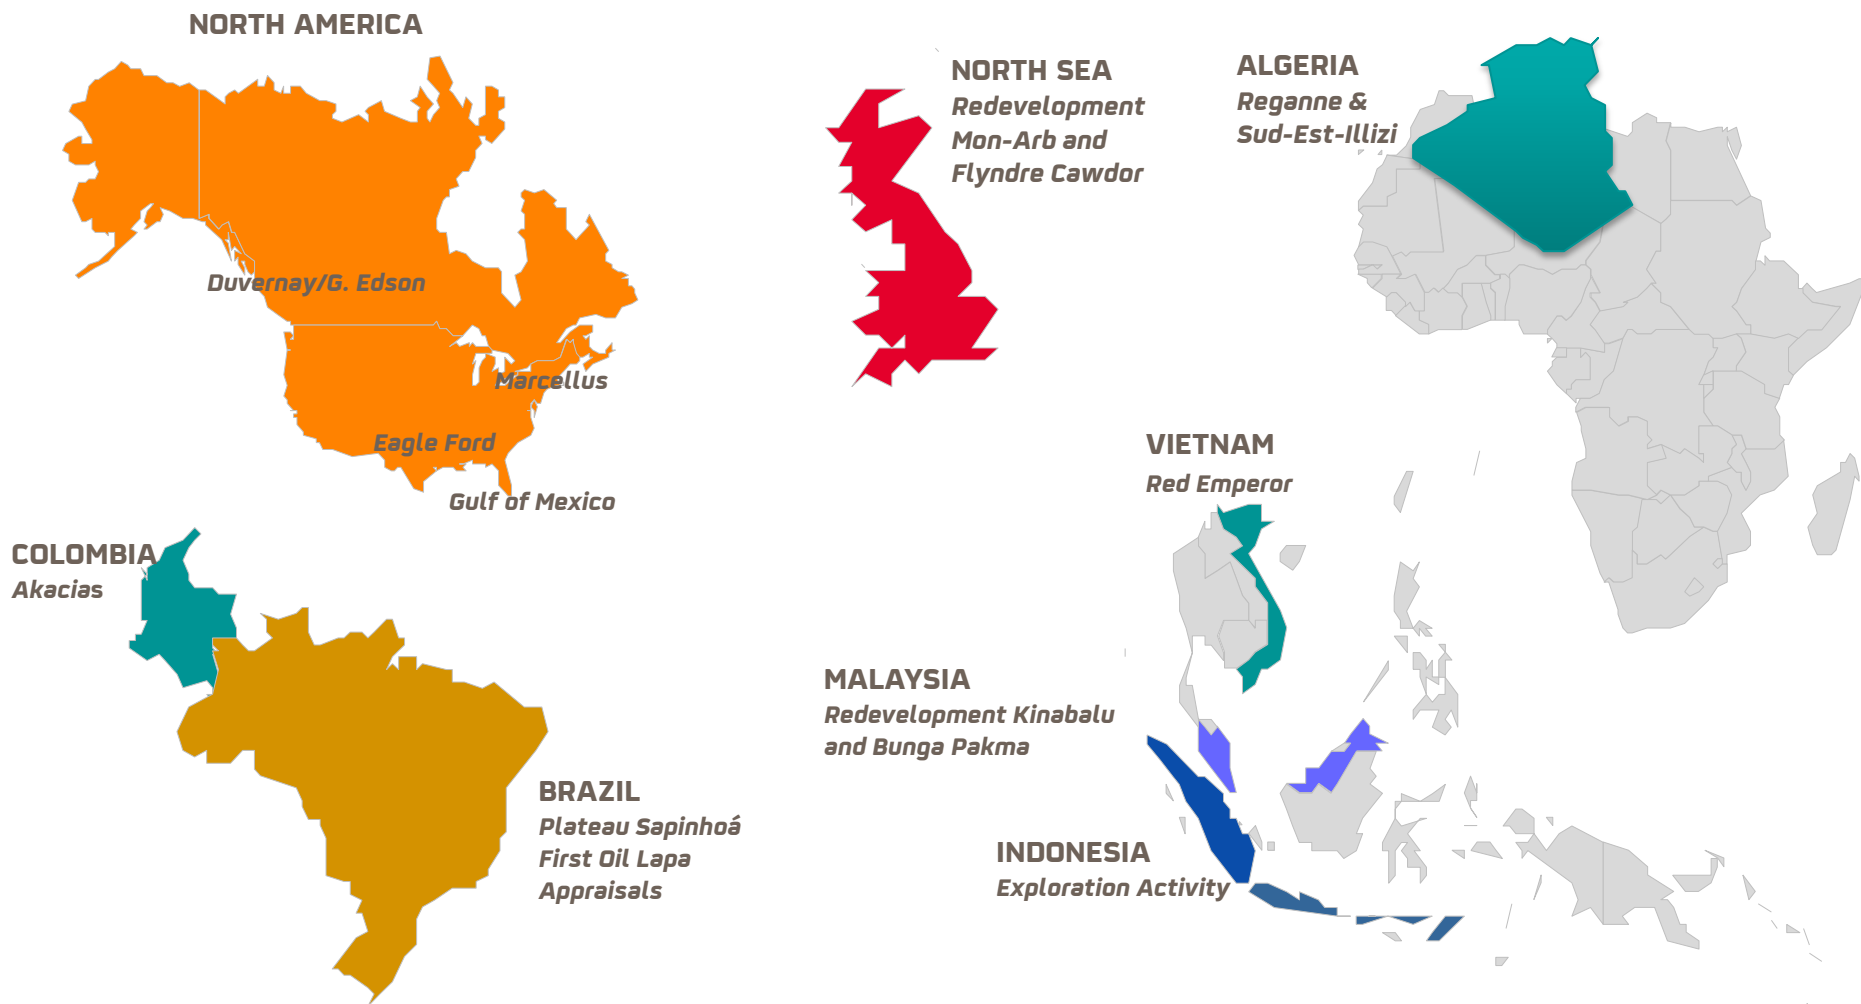 NORTH AMERICA
Duvernay/G. Edson
Marcellus
Eagle Ford
Gulf of Mexico
NORTH SEA
Redevelopment
Mon-Arb and
Flyndre Cawdor
ALGERIA
Reganne &
Sud-Est-Illizi
COLOMBIA
Akacias
BRAZIL
Plateau Sapinhoá
First Oil Lapa
Appraisals
VIETNAM
Red Emperor
MALAYSIA
Redevelopment Kinabalu
and Bunga Pakma
INDONESIA
Exploration Activity